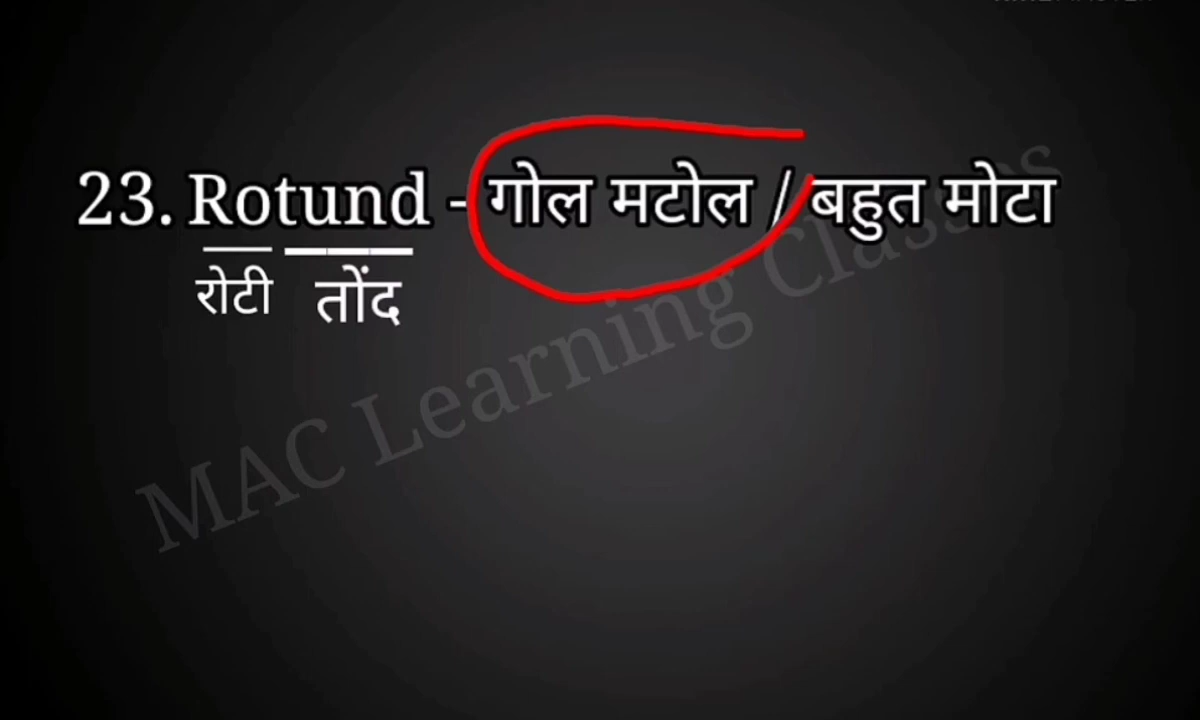 23. Rotund - गोल मटोल / बहुत मोटा
रोटी तोंद
MAC Learning Classes